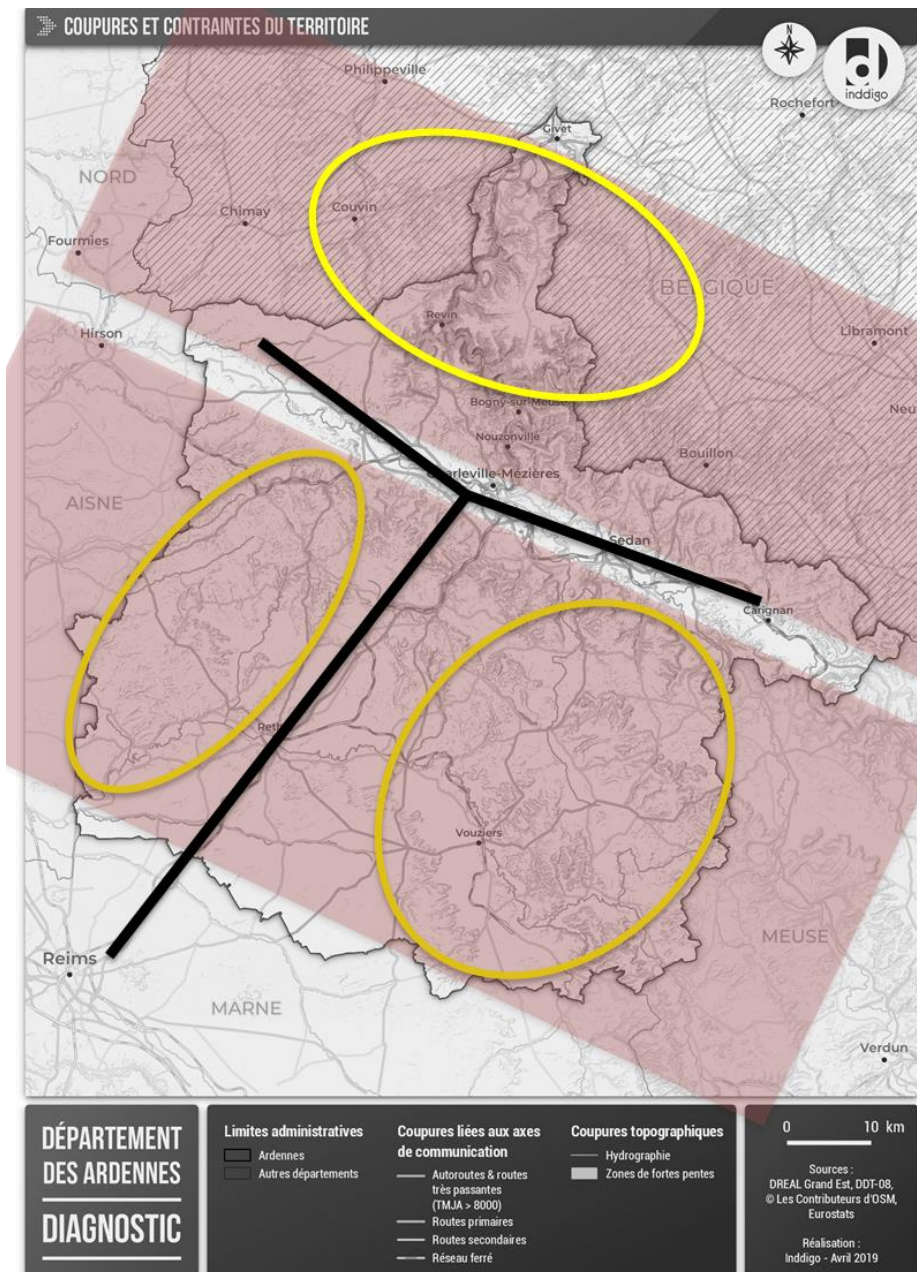 COUPURES ET CONTRAINTES DU TERRITOIRE
N
d
inddigo
Philippeville
Rochefort
Givet
NORD
Chimay
Couvin
Fourmies
BELGIQUE
Revin
Hirson
Libramont
Bogny-sur-Meuse
Neu
Nouzonville
Bouillon
arleville-Mézières
AISNE
Sedan
Carignan
Reth
Vouziers
MEUSE
Reims
MARNE
Verdun
DÉPARTEMENT
DES ARDENNES
DIAGNOSTIC
Limites administratives
Ardennes
Autres départements
Coupures liées aux axes
de communication
Autoroutes & routes
très passantes
(TMJA > 8000)
Routes primaires
Routes secondaires
Réseau ferré
Coupures topographiques
Hydrographie
Zones de fortes pentes
0 10 km
Sources :
DREAL Grand Est, DDT-08,
© Les Contributeurs d'OSM,
Eurostats
Réalisation :
Inddigo - Avril 2019